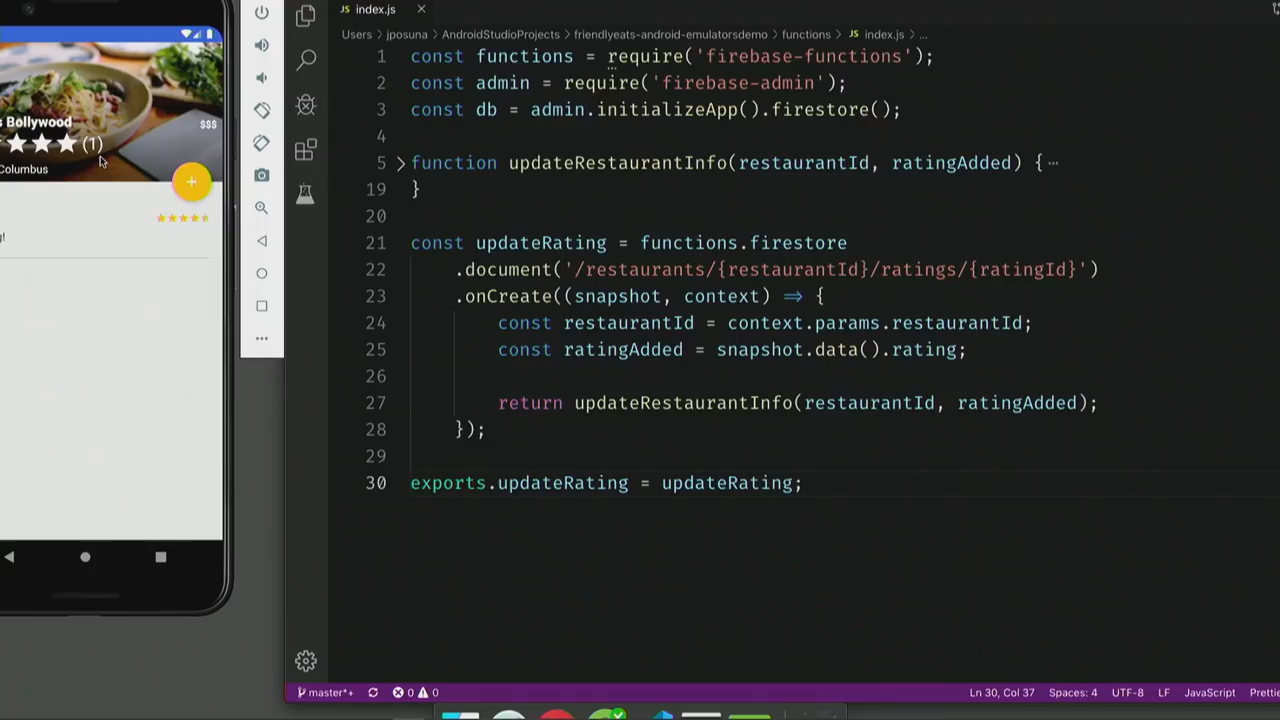 s Bollywood
$$$
(1)
Columbus
+
g!
JS index.js ×
Users > jposuna > AndroidStudioProjects > friendlyeats-android-emulatorsdemo > functions > JS index.js > ...
1 const functions = require('firebase-functions');
2 const admin = require('firebase-admin');
3 const db = admin.initializeApp().firestore();
4
5 function updateRestaurantInfo(restaurantId, ratingAdded) { ⋯
19 }
20
21 const updateRating = functions.firestore
22 .document('/restaurants/{restaurantId}/ratings/{ratingId}')
23 .onCreate((snapshot, context) => {
24 const restaurantId = context.params.restaurantId;
25 const ratingAdded = snapshot.data().rating;
26
27 return updateRestaurantInfo(restaurantId, ratingAdded);
28 });
29
30 exports.updateRating = updateRating;
master*+ 0 0 Ln 30, Col 37 Spaces: 4 UTF-8 LF JavaScript Prettie